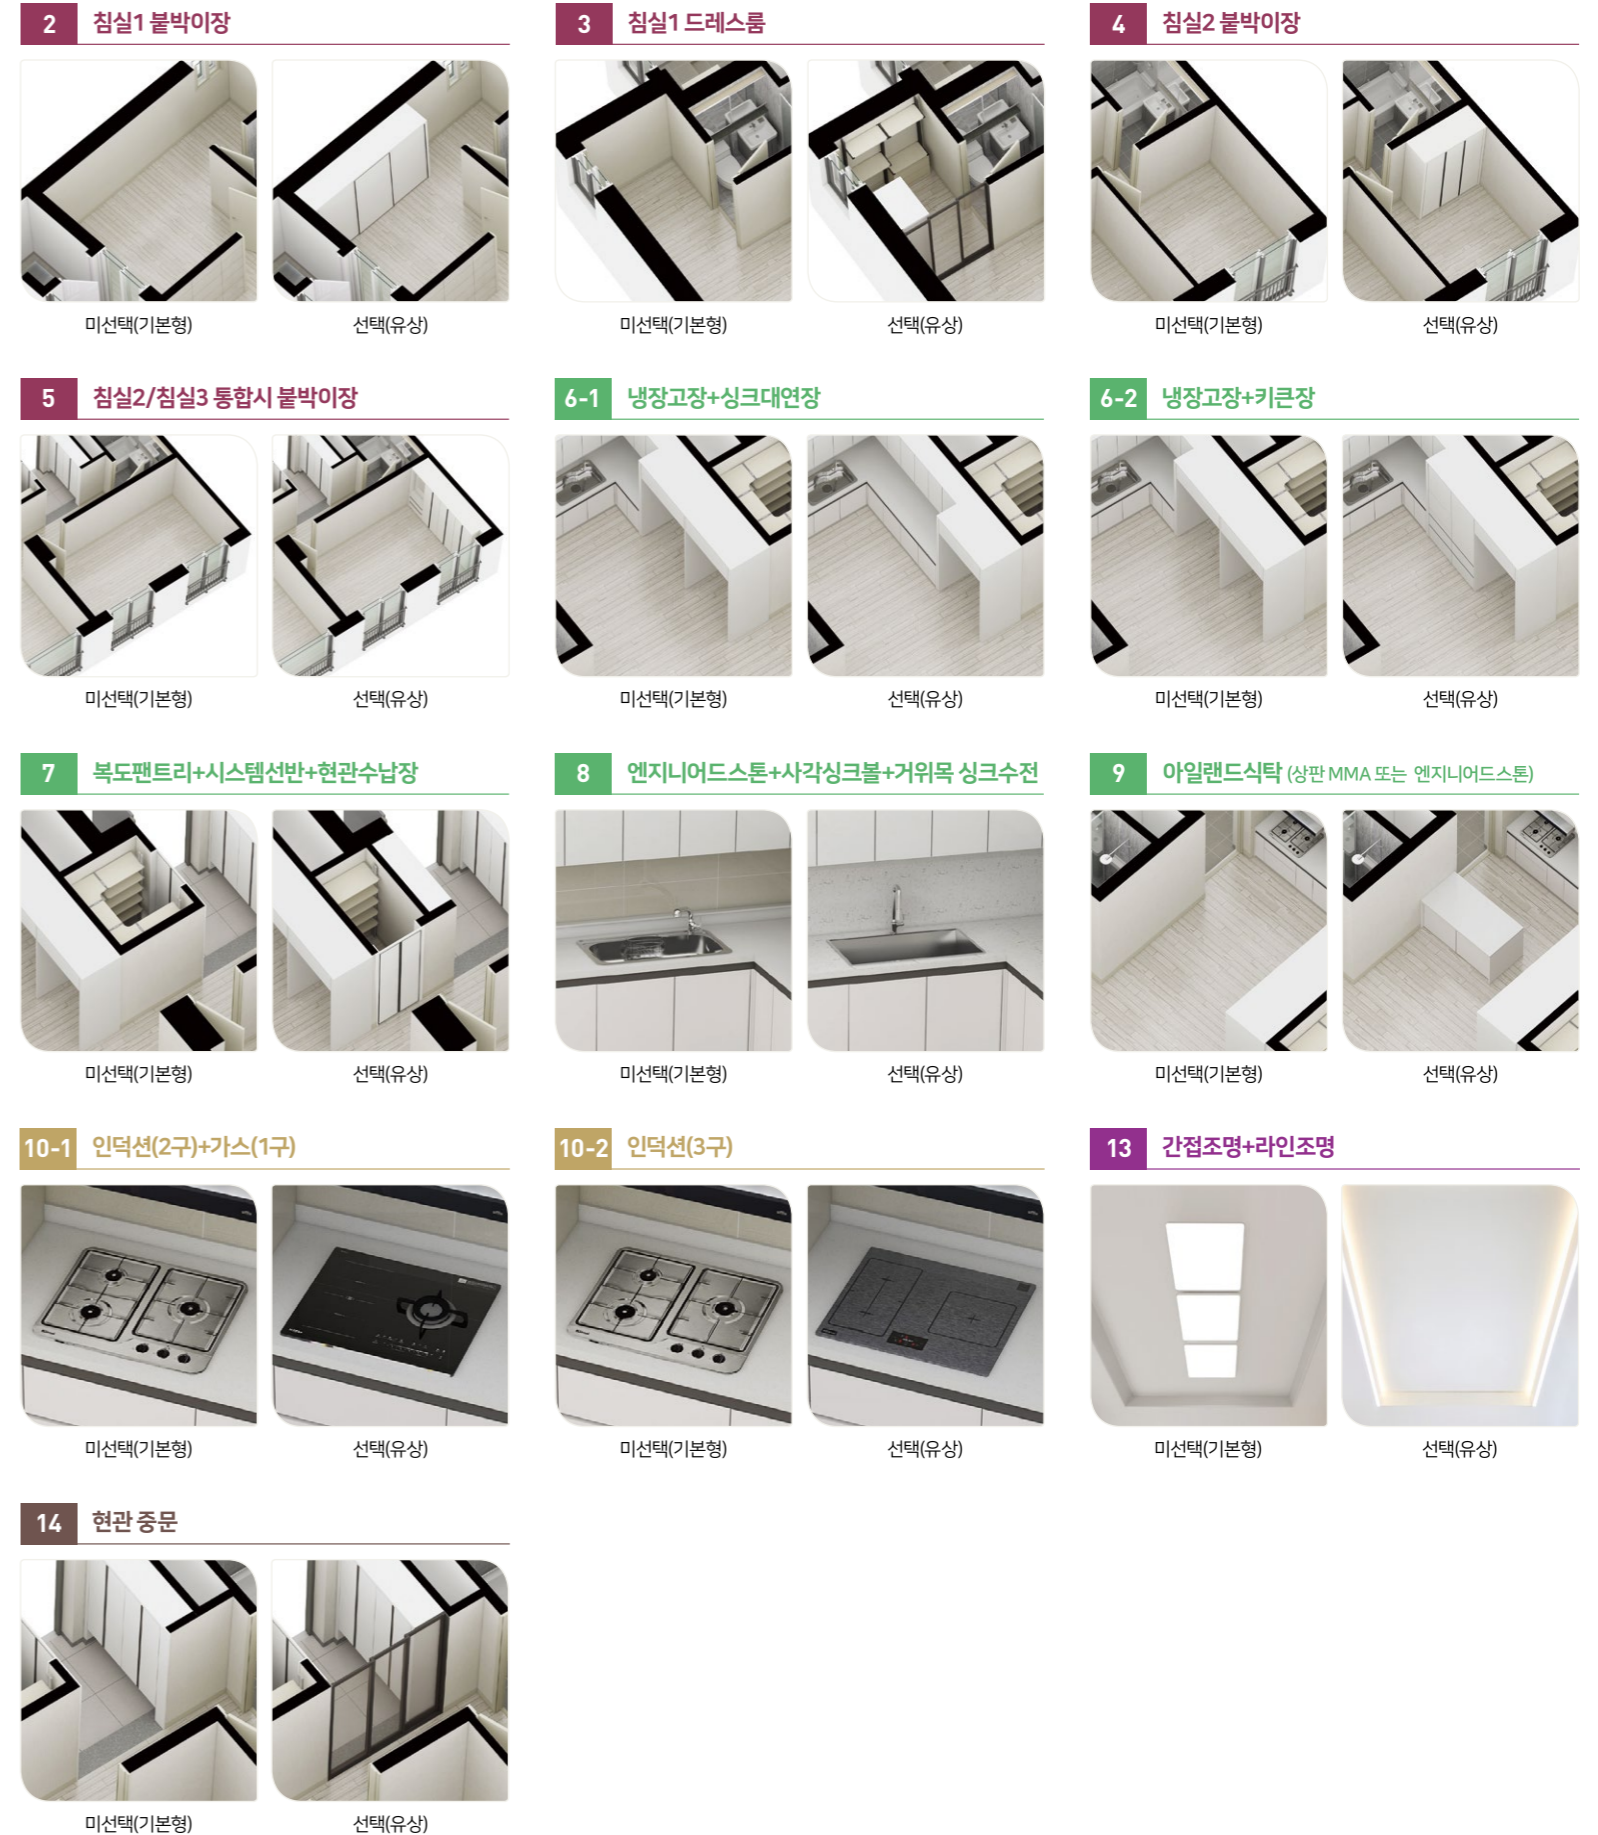 2 침실1 붙박이장
미선택(기본형) 선택(유상)
3 침실1 드레스룸
미선택(기본형) 선택(유상)
4 침실2 붙박이장
미선택(기본형) 선택(유상)
5 침실2/침실3 통합시 붙박이장
미선택(기본형) 선택(유상)
6-1 냉장고장+싱크대연장
미선택(기본형) 선택(유상)
6-2 냉장고장+키큰장
미선택(기본형) 선택(유상)
7 복도팬트리+시스템선반+현관수납장
미선택(기본형) 선택(유상)
8 엔지니어드스톤+사각싱크볼+거위목 싱크수전
미선택(기본형) 선택(유상)
9 아일랜드식탁 (상판 MMA 또는 엔지니어드스톤)
미선택(기본형) 선택(유상)
10-1 인덕션(2구)+가스(1구)
미선택(기본형) 선택(유상)
10-2 인덕션(3구)
미선택(기본형) 선택(유상)
13 간접조명+라인조명
미선택(기본형) 선택(유상)
14 현관 중문
미선택(기본형) 선택(유상)